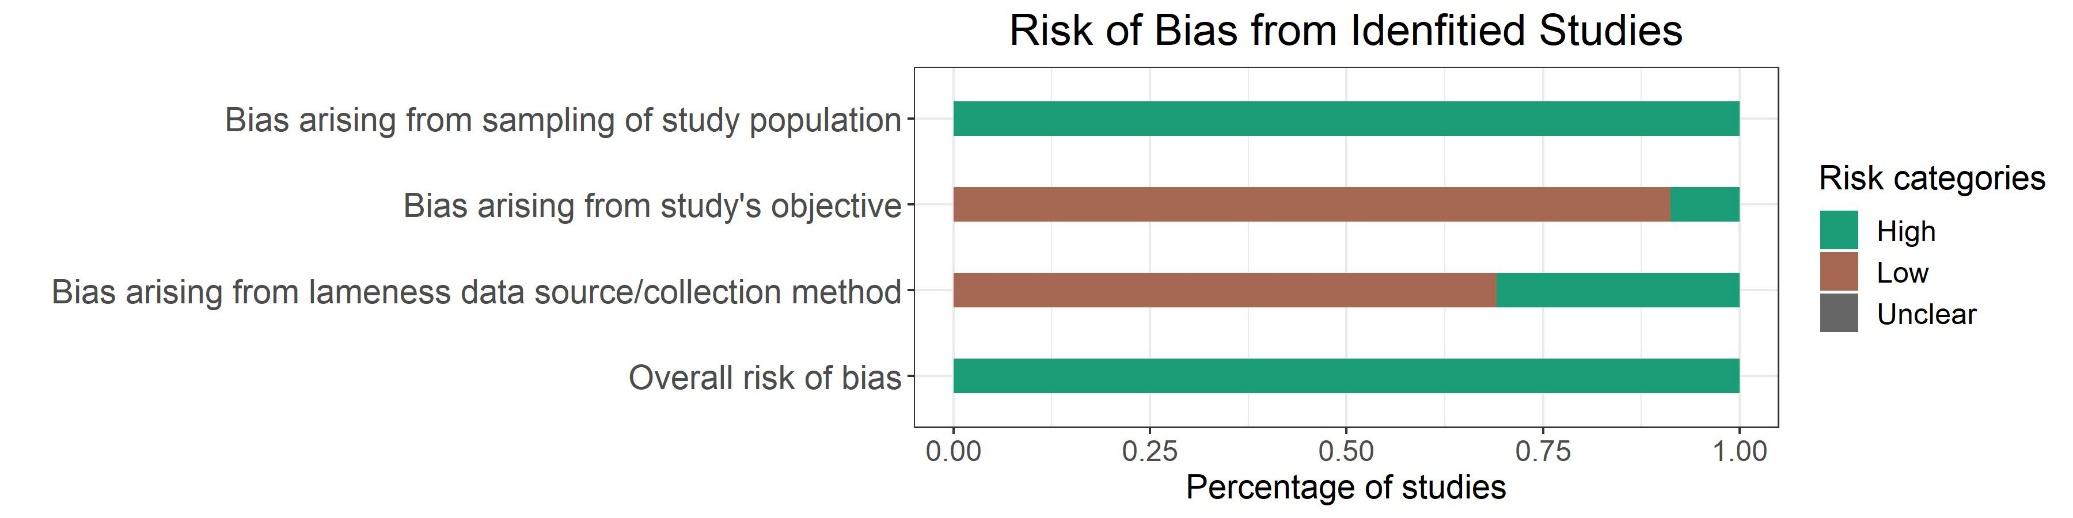 Risk of Bias from Idenfitied Studies
Bias arising from sampling of study population
Bias arising from study's objective
Bias arising from lameness data source/collection method
Overall risk of bias
0.00 0.25 0.50 0.75 1.00
Percentage of studies
Risk categories
High
Low
Unclear